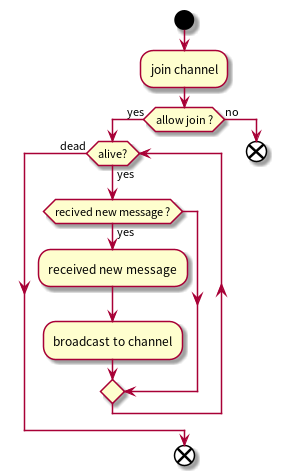 join channel
yes
allow join ?
no
dead
alive?
yes
recived new message ?
yes
received new message
broadcast to channel